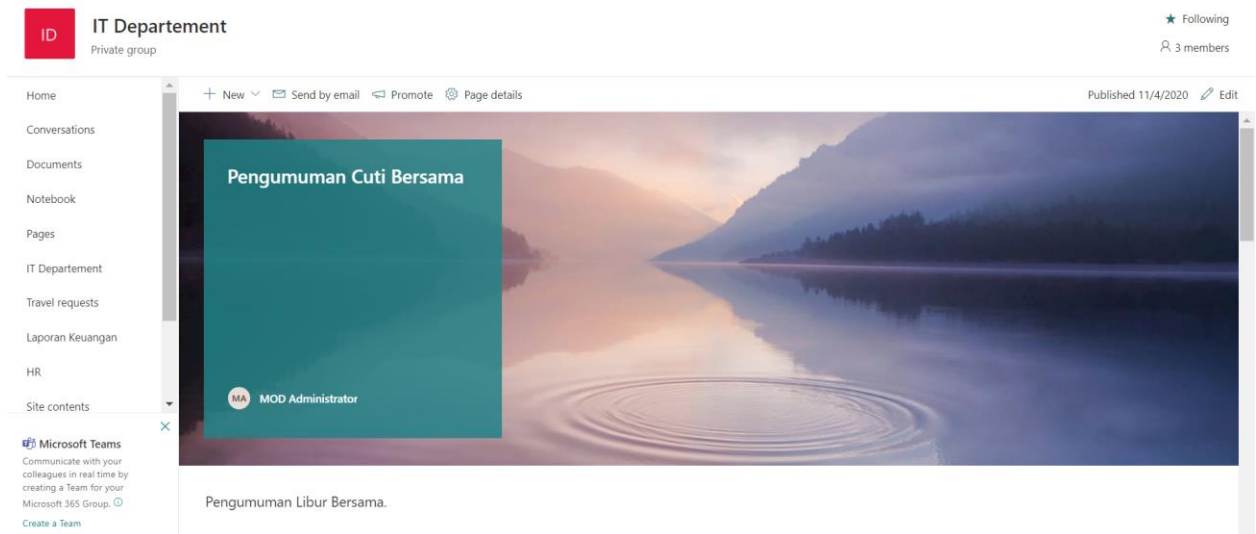 ID
IT Departement
Private group
Following
3 members
Home
Conversations
Documents
Notebook
Pages
IT Departement
Travel requests
Laporan Keuangan
HR
Site contents
Microsoft Teams
Communicate with your
colleagues in real time by
creating a Team for your
Microsoft 365 Group.
Create a Team
New Send by email Promote Page details
Published 11/4/2020 Edit
Pengumuman Cuti Bersama
MA MOD Administrator
Pengumuman Libur Bersama.